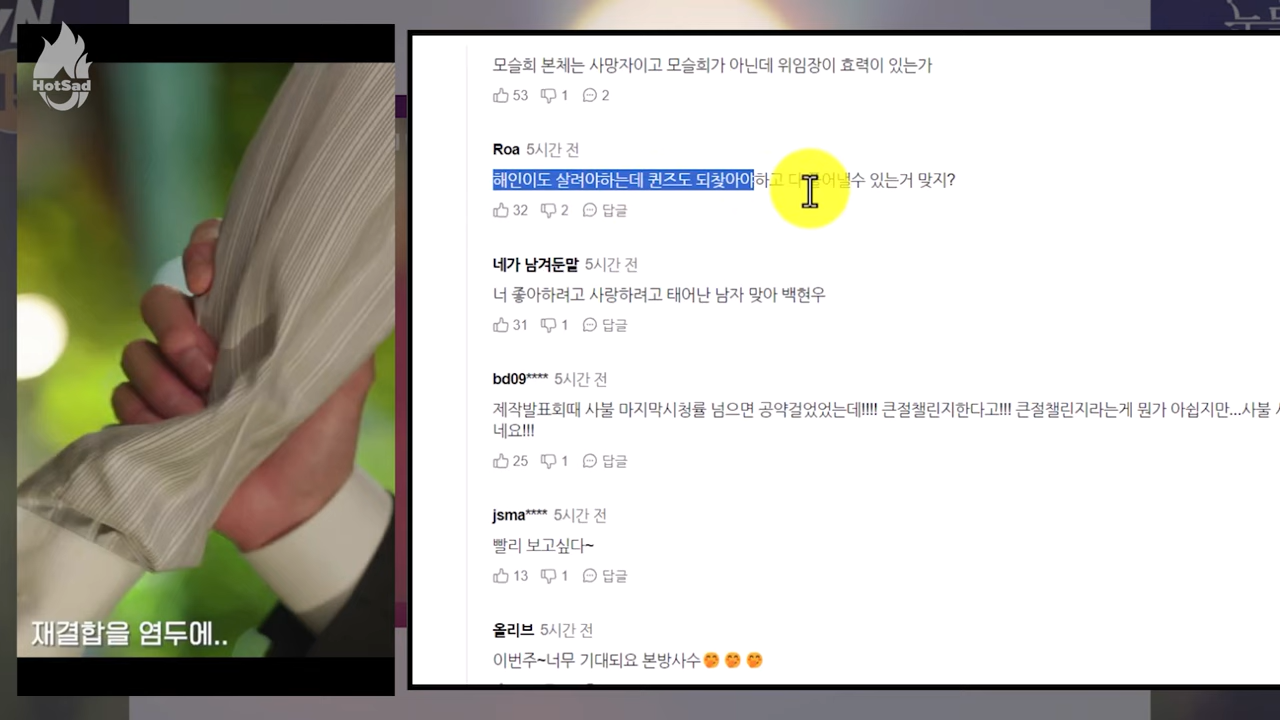 HotSad
모슬희 본체는 사망자이고 모슬희가 아닌데 위임장이 효력이 있는가
53 1 2
Roa 5시간 전
해인이도 살려야하는데 퀸즈도 되찾아야하고 다 있는거 맞지?
32 2 답글
네가 남겨둔말 5시간 전
너 좋아하려고 사랑하려고 태어난 남자 맞아 백현우
31 1 답글
bd09**** 5시간 전
제작발표회때 사불 마지막시청률 넘으면 공약걸었었는데!!!! 큰절챌린지한다고!!! 큰절챌린지라는게 뭔가 아쉽지만...사불
네요!!!
25 1 답글
jsma**** 5시간 전
빨리 보고싶다~
13 1 답글
올리브 5시간 전
이번주~너무 기대되요 본방사수🤭🤭🤭
재결합을 염두에..